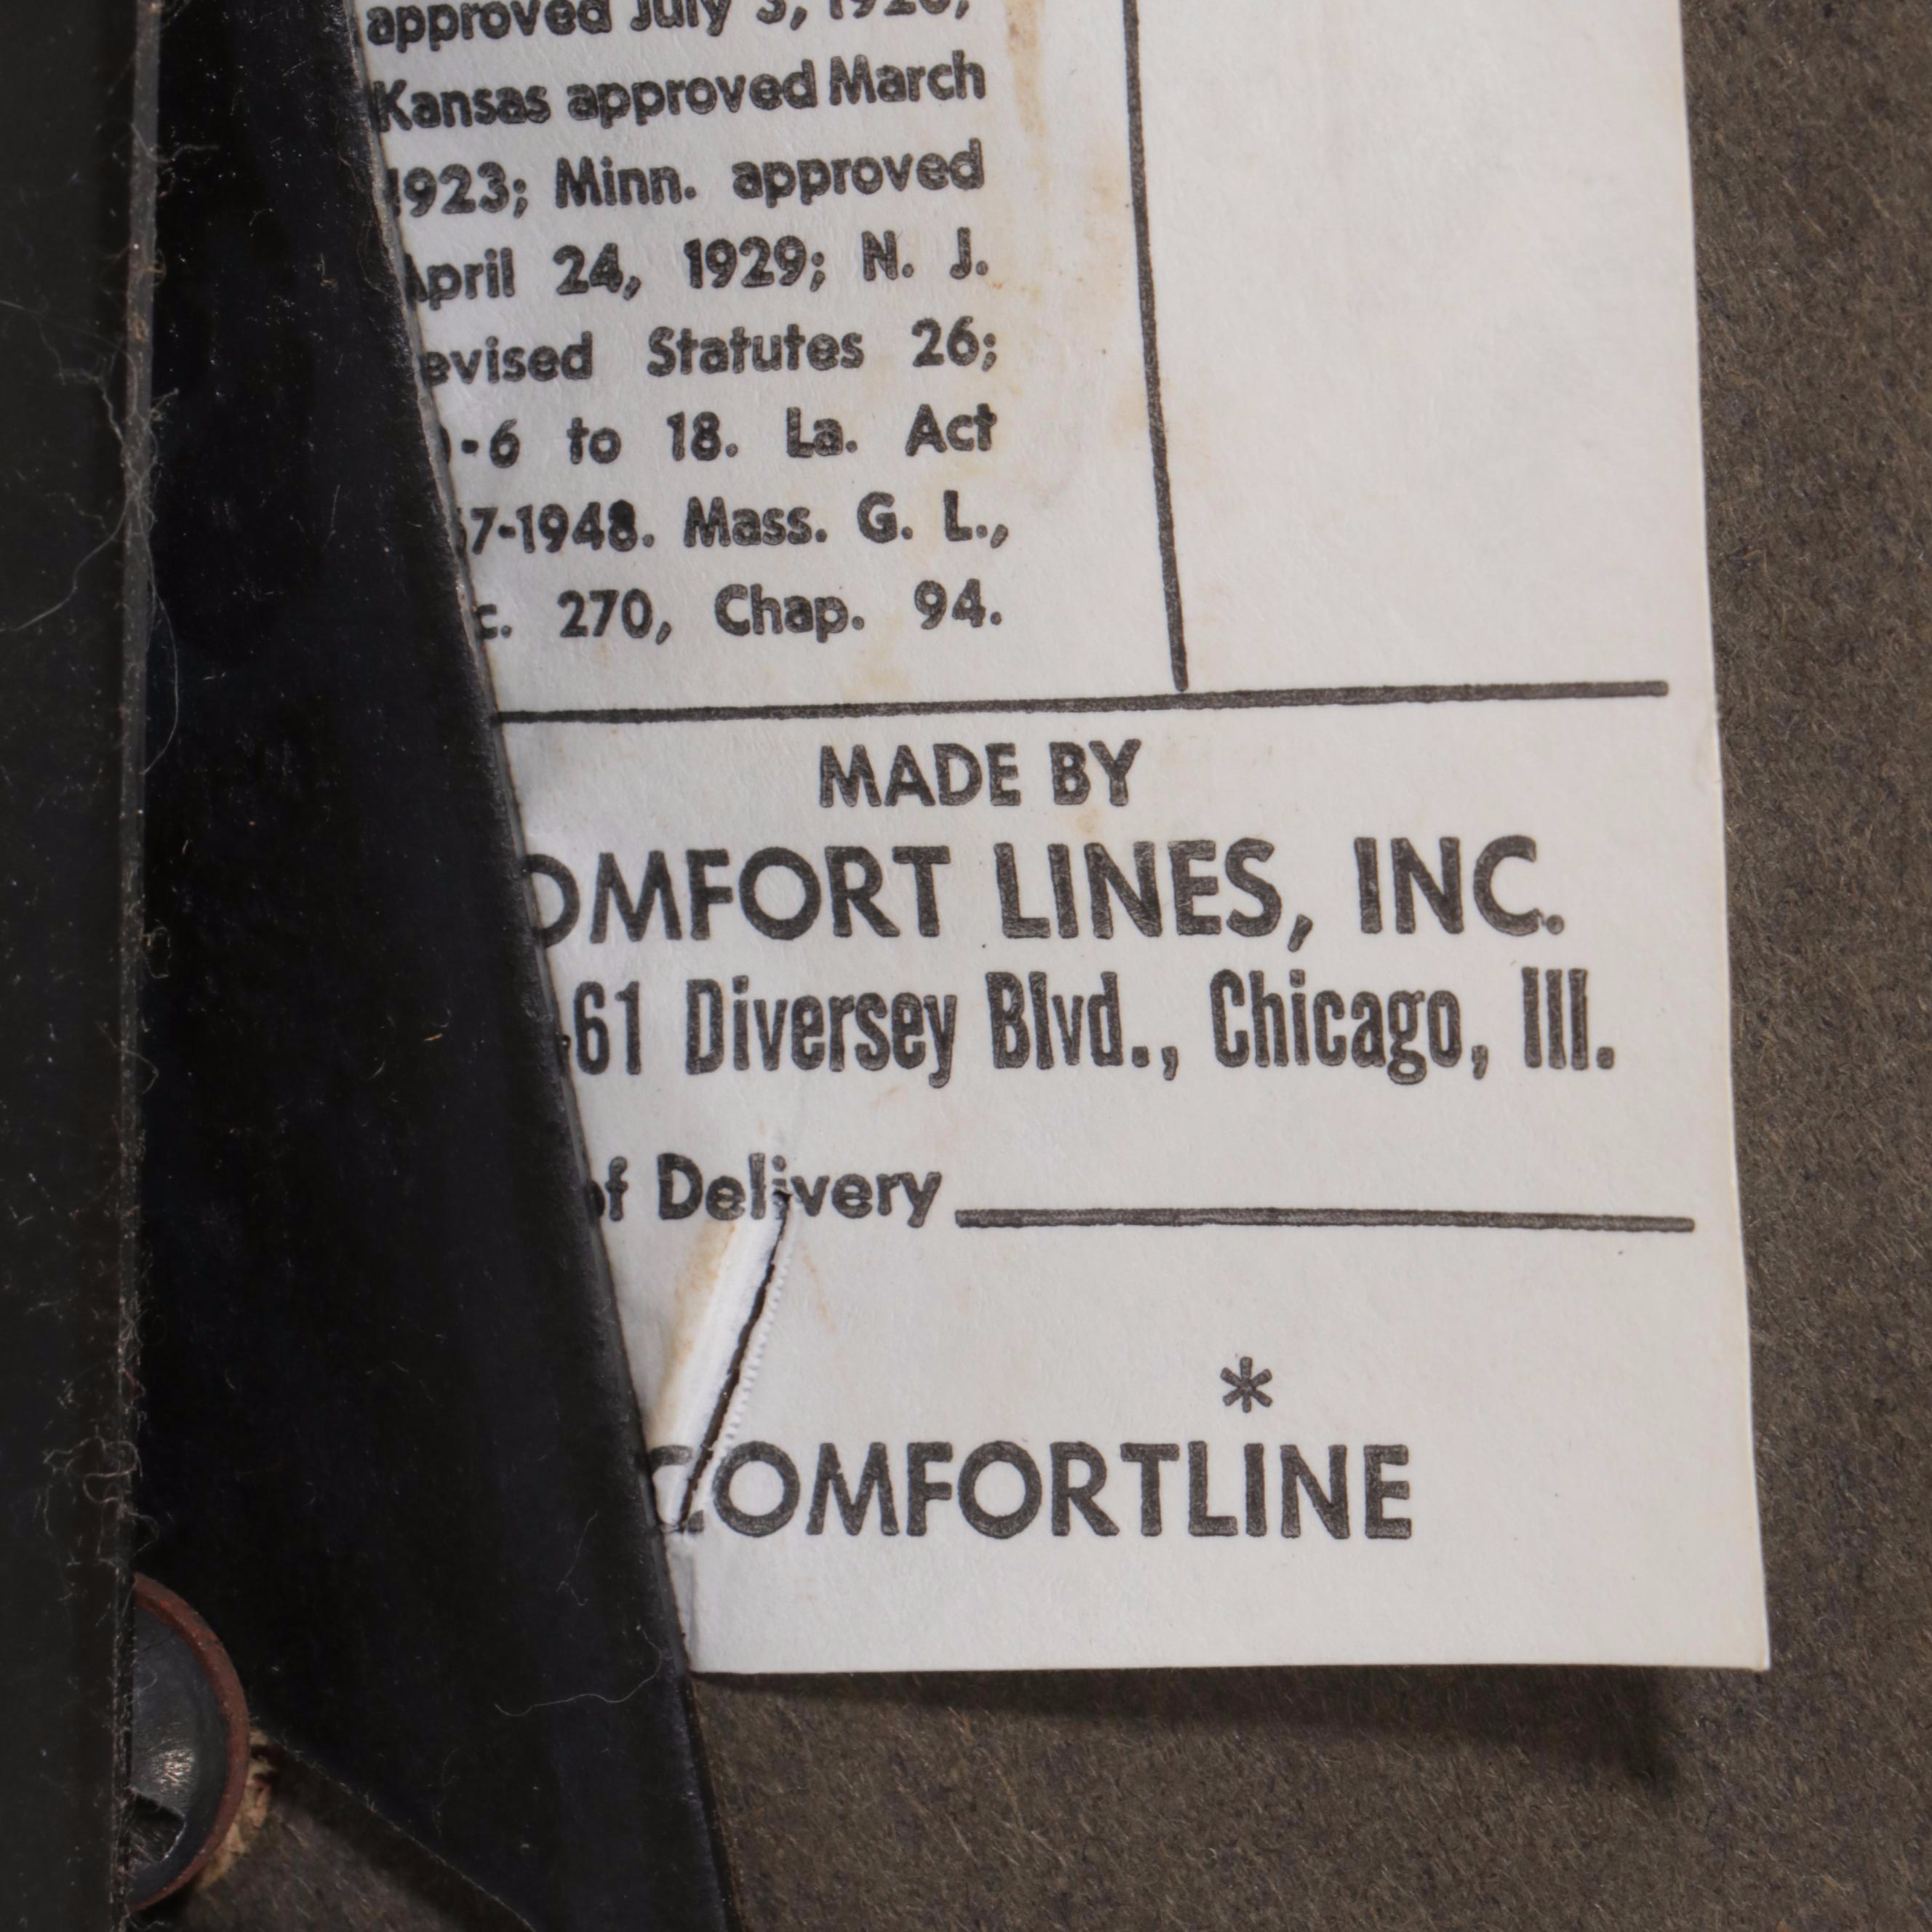 approved July 3,
Kansas approved March
1923; Minn. approved
April 24, 1929; N. J.
evised Statutes 26;
-6 to 18. La. Act
7-1948. Mass. G. L.,
c. 270, Chap. 94.
MADE BY
OMFORT LINES, INC.
61 Diversey Blvd., Chicago, Ill.
of Delivery
*
COMFORTLINE